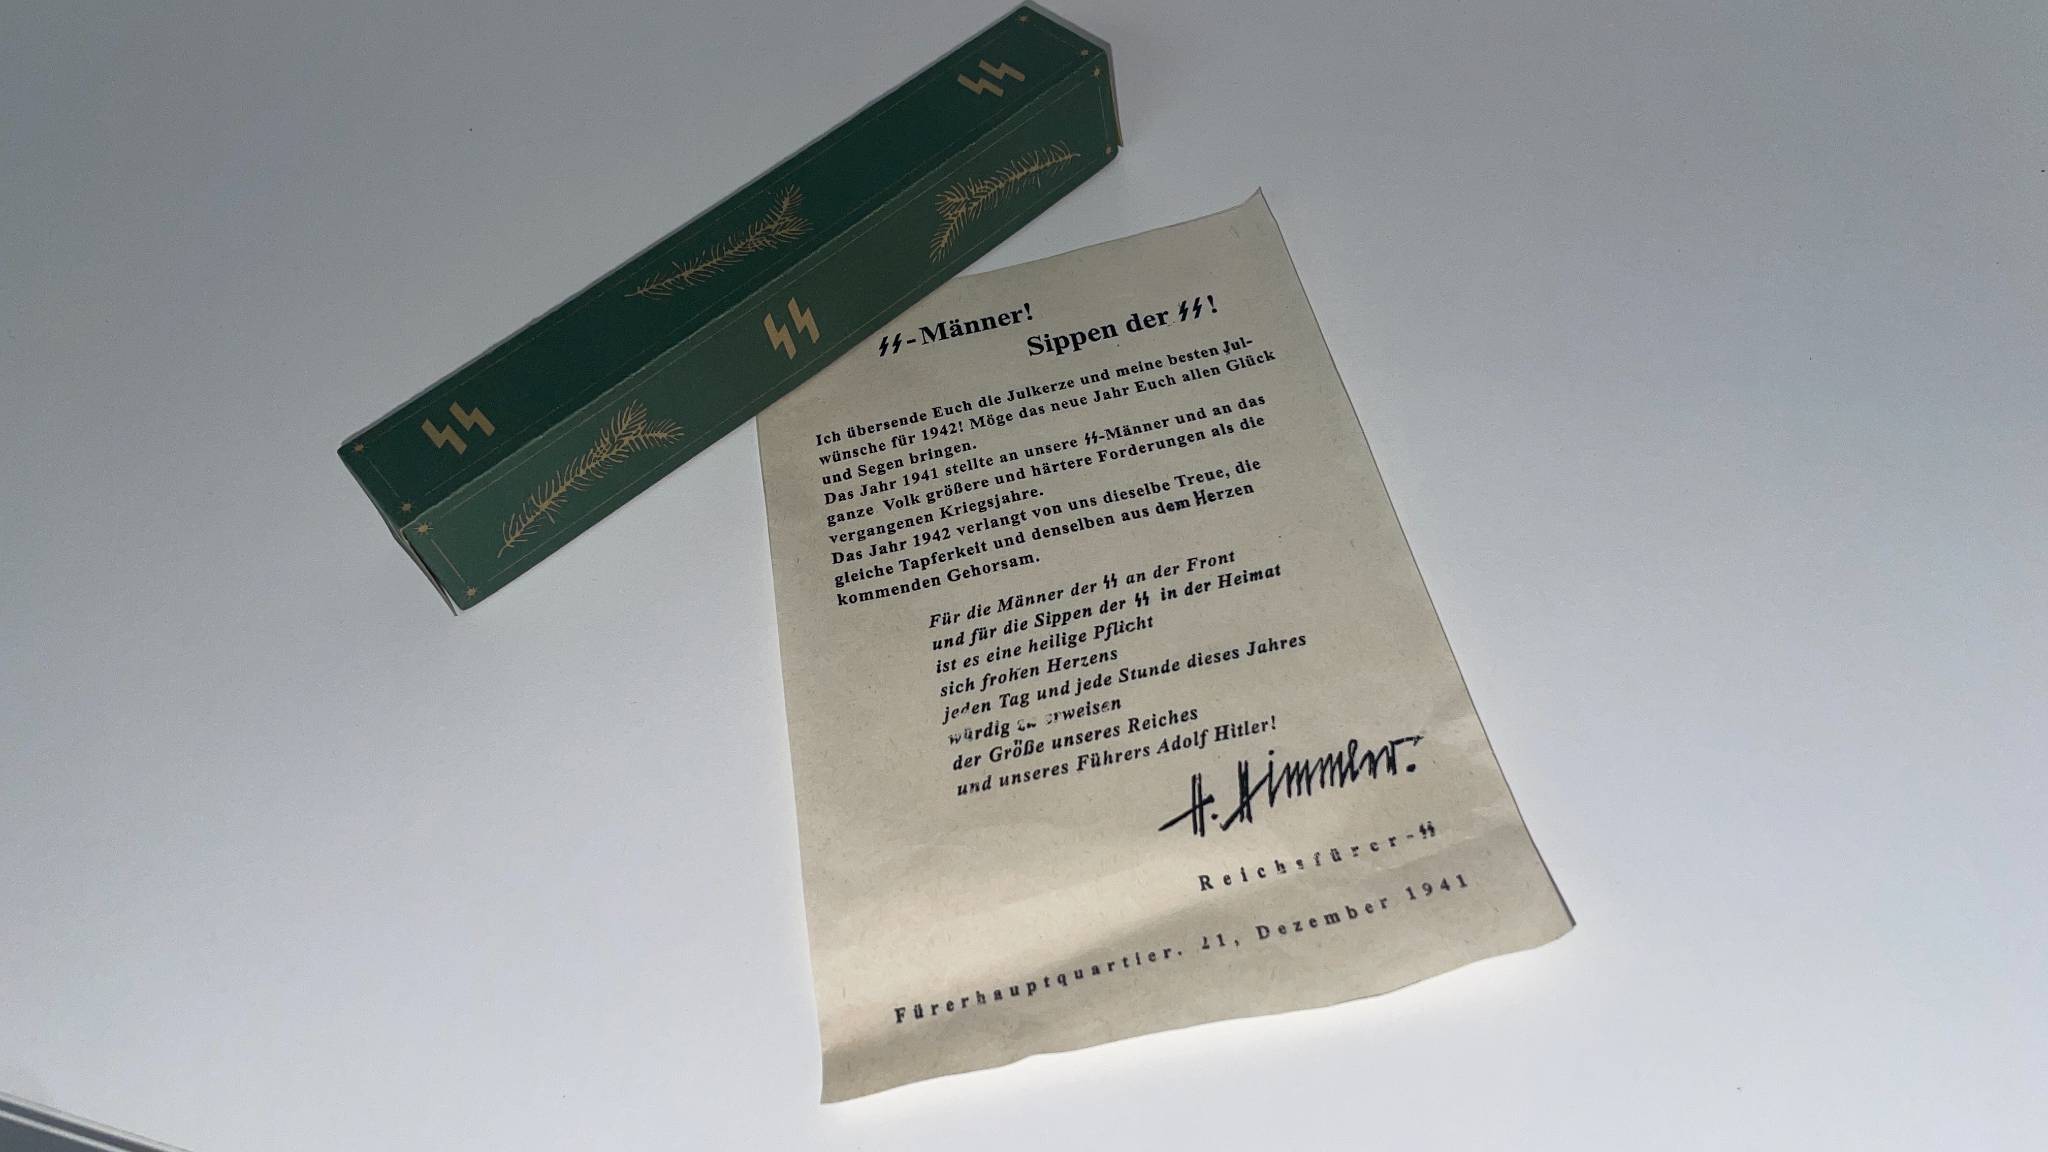 ᛋᛋ
ᛋᛋ
ᛋᛋ
ᛋᛋ-Männer!
Sippen der ᛋᛋ!
Ich übersende Euch die Julkerze und meine besten Jul-
wünsche für 1942! Möge das neue Jahr Euch allen Glück
und Segen bringen.
Das Jahr 1941 stellte an unsere ᛋᛋ-Männer und an das
ganze Volk größere und härtere Forderungen als die
vergangenen Kriegsjahre.
Das Jahr 1942 verlangt von uns dieselbe Treue, die
gleiche Tapferkeit und denselben aus dem Herzen
kommenden Gehorsam.
Für die Männer der ᛋᛋ an der Front
und für die Sippen der ᛋᛋ in der Heimat
ist es eine heilige Pflicht
sich frohen Herzens
jeden Tag und jede Stunde dieses Jahres
würdig zu erweisen
der Größe unseres Reiches
und unseres Führers Adolf Hitler!
H. Himmler.
Reichsfürer-ᛋᛋ
Fürerhauptquartier. 21, Dezember 1941